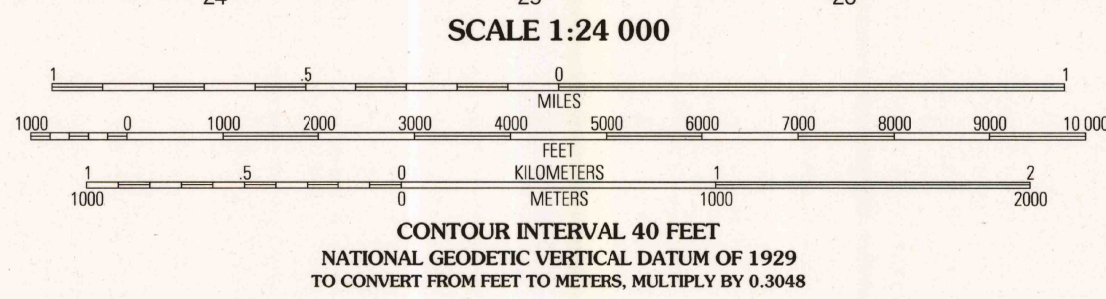 SCALE 1:24 000
1 .5 0 1
MILES
1000 0 1000 2000 3000 4000 5000 6000 7000 8000 9000 10 000
FEET
1 .5 0 KILOMETERS 1 2
1000 0 METERS 1000 2000
CONTOUR INTERVAL 40 FEET
NATIONAL GEODETIC VERTICAL DATUM OF 1929
TO CONVERT FROM FEET TO METERS, MULTIPLY BY 0.3048